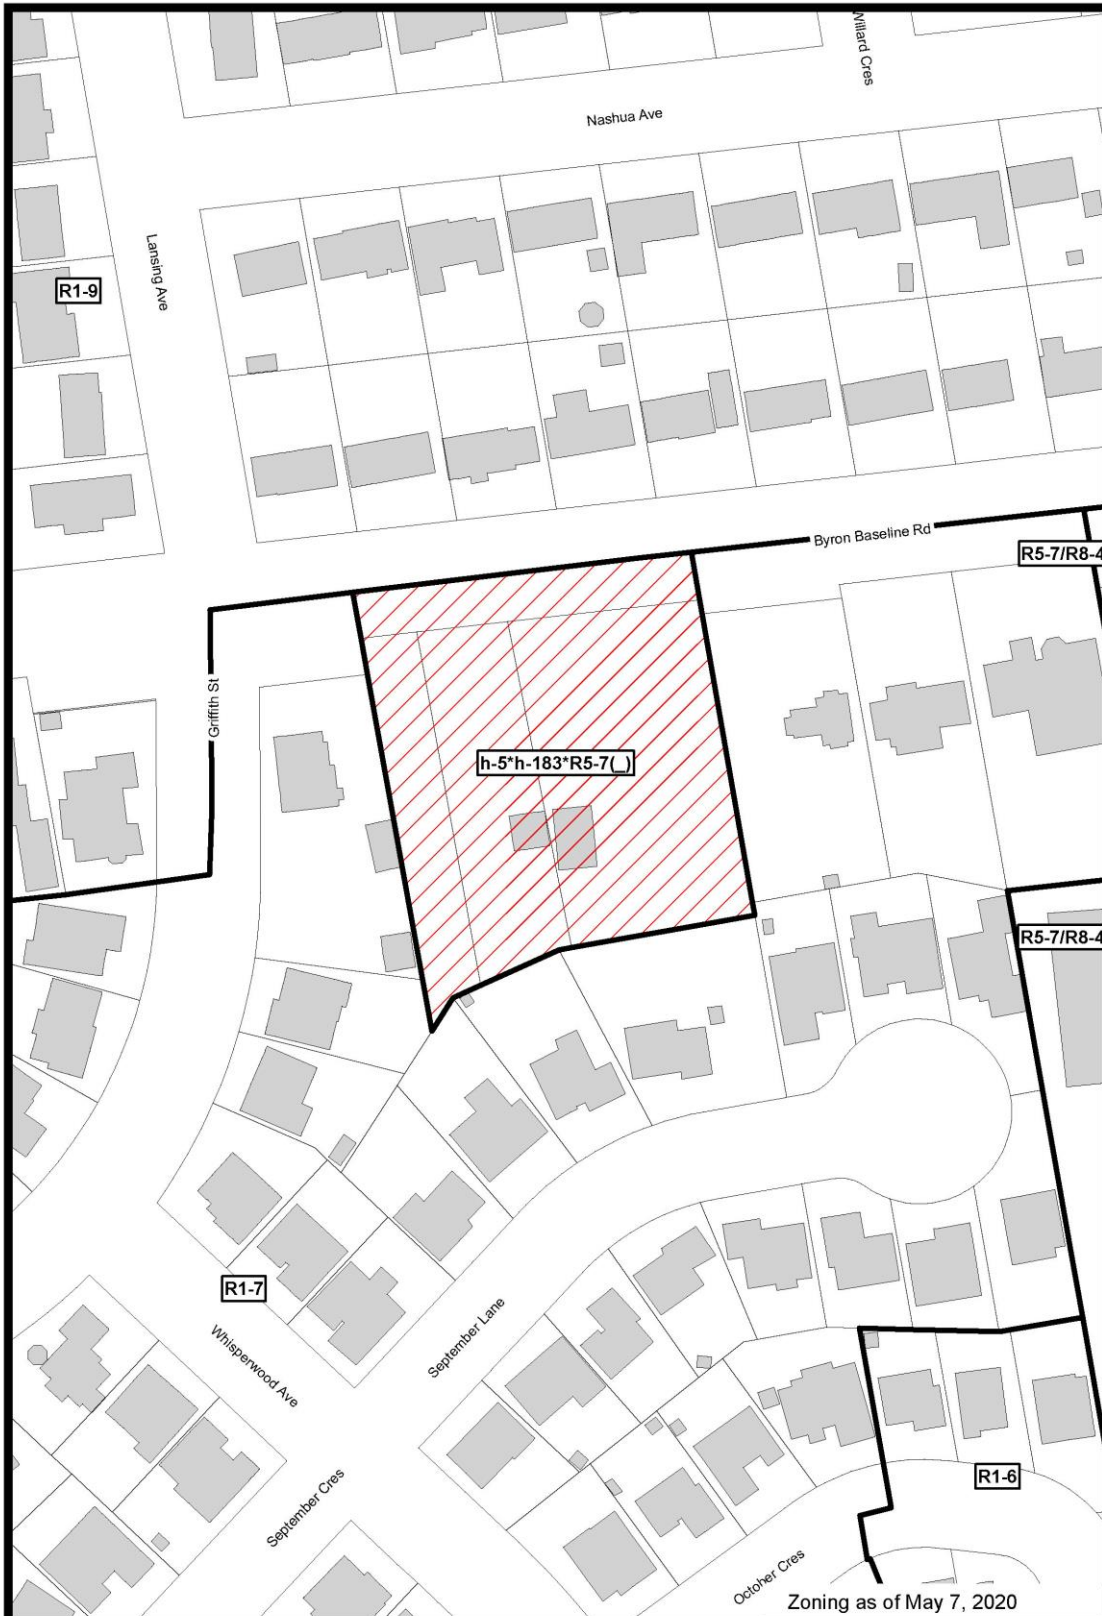 Willard Cres
Nashua Ave
Lansing Ave
R1-9
Byron Baseline Rd
R5-7/R8-4
Griffith St
h-5*h-183*R5-7(_)
R5-7/R8-4
R1-7
Whisperwood Ave
September Lane
September Cres
R1-6
October Cres
Zoning as of May 7, 2020